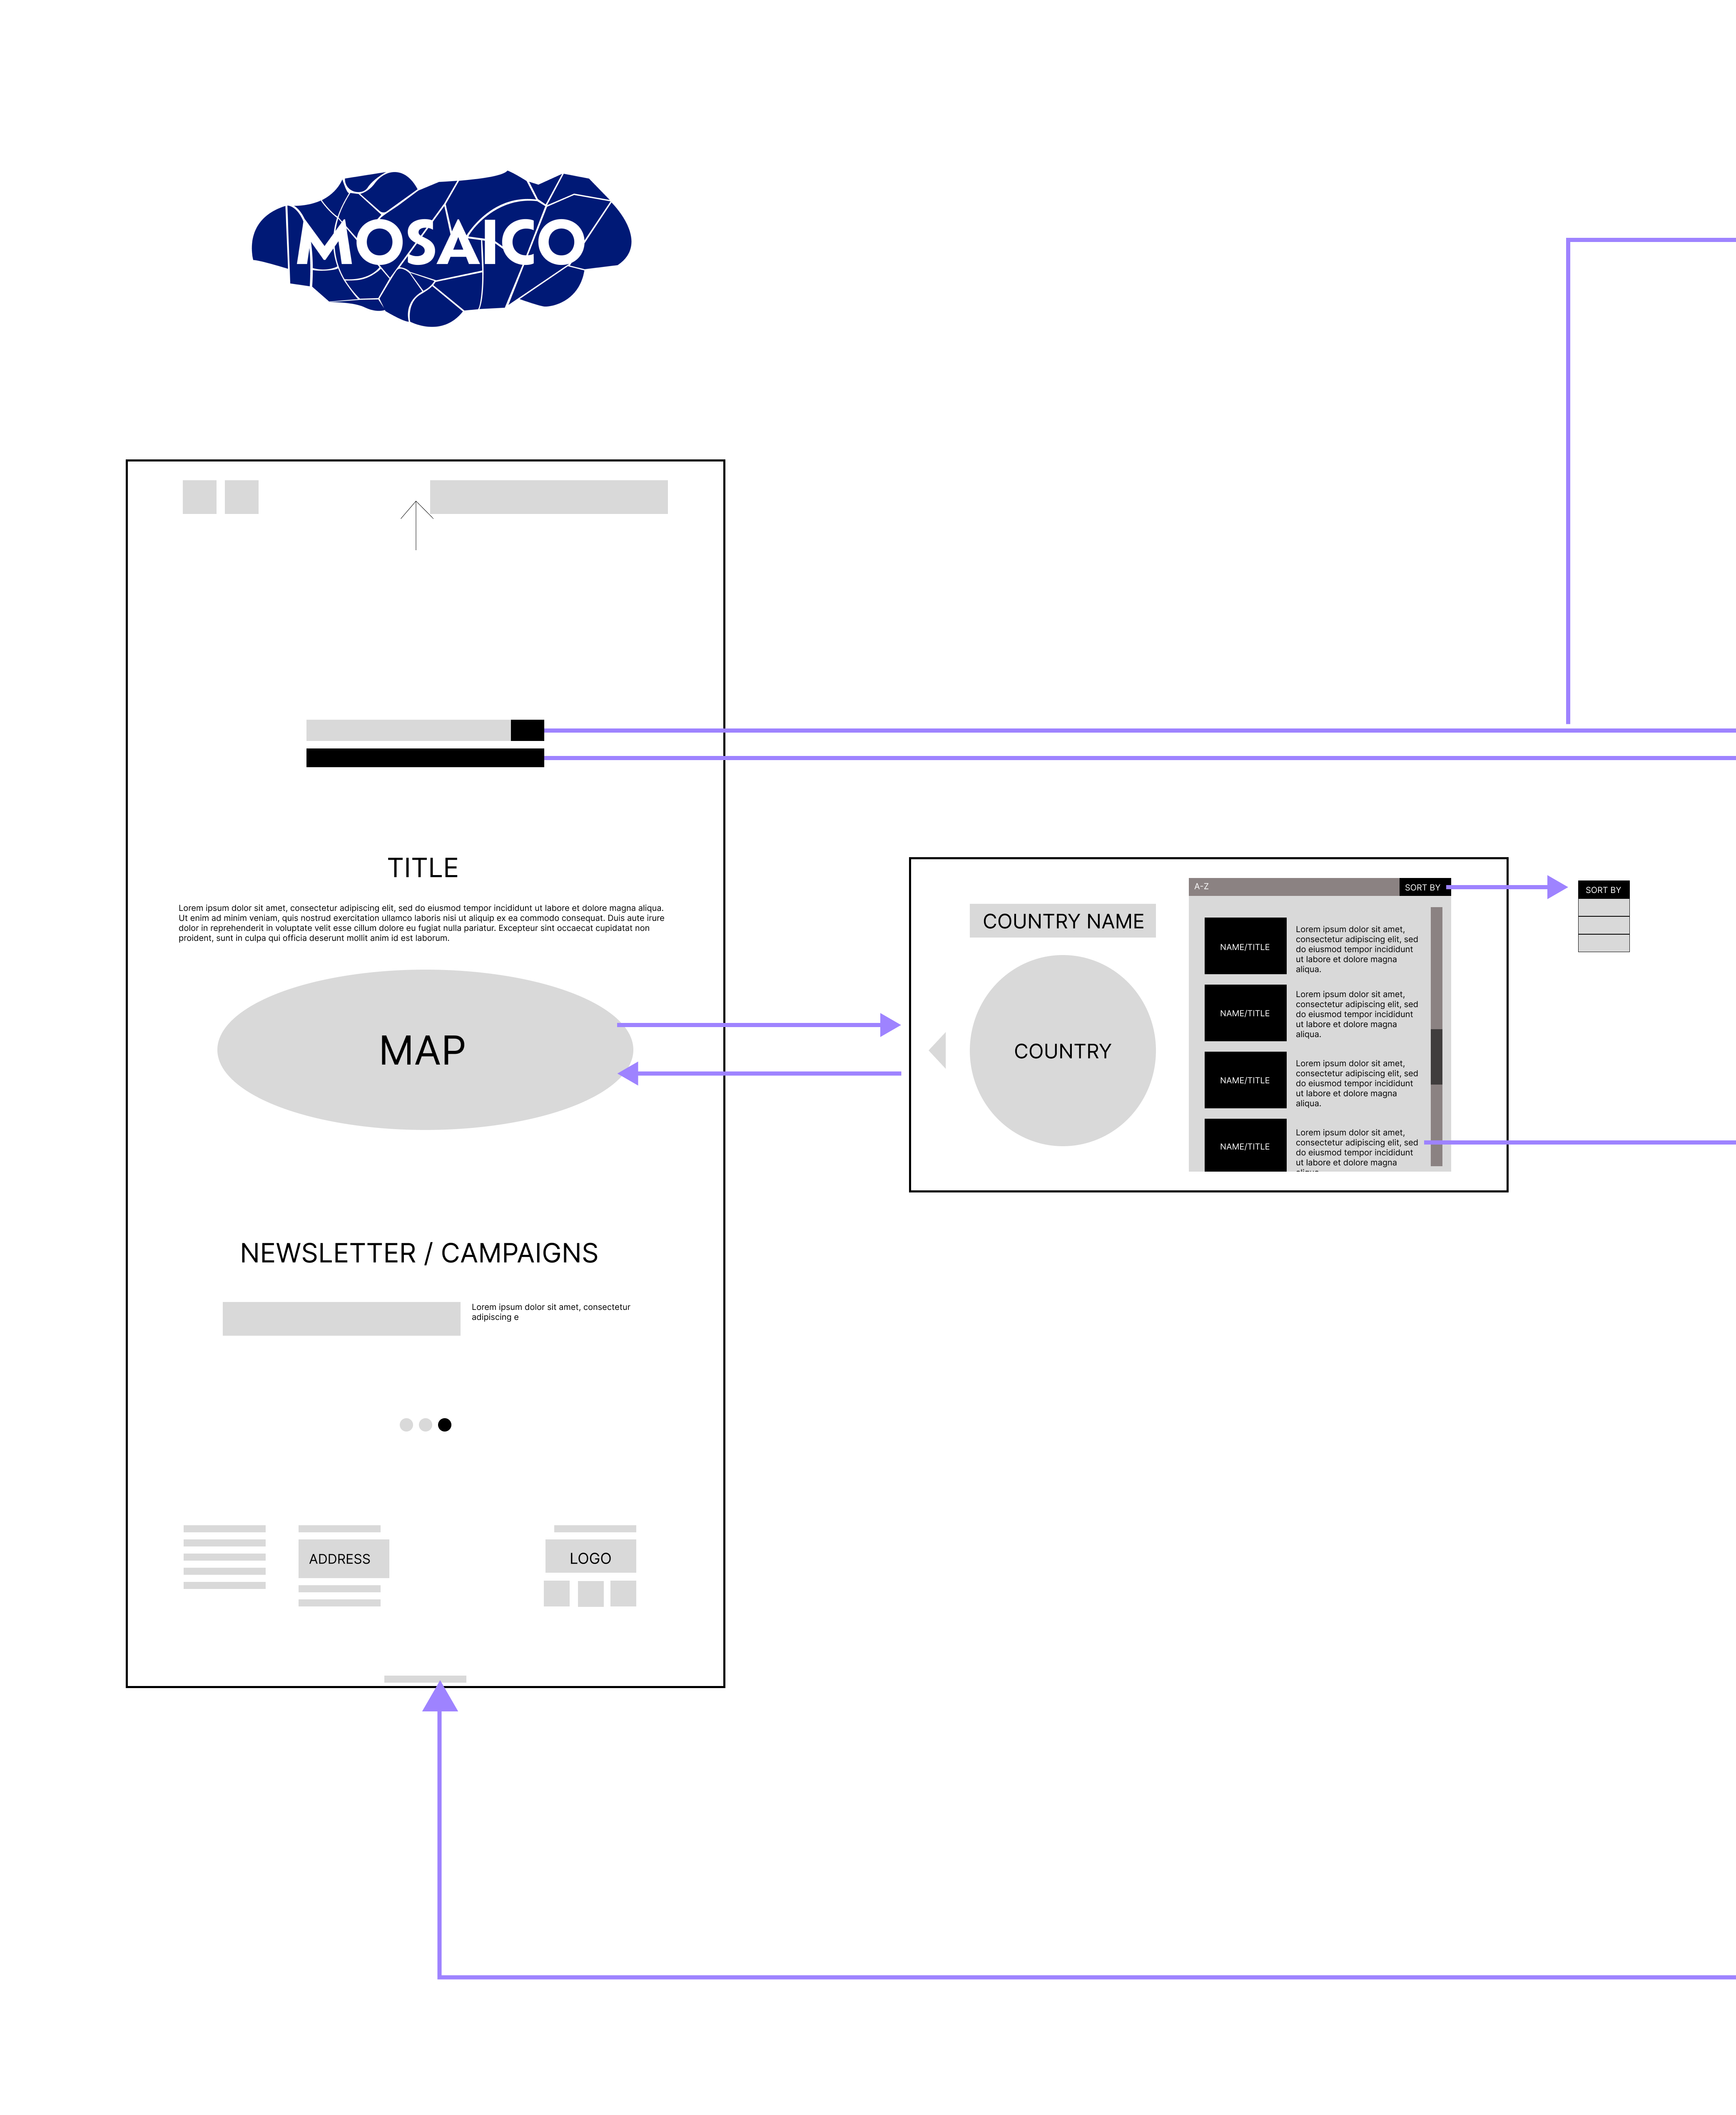 MOSAICO
TITLE
Lorem ipsum dolor sit amet, consectetur adipiscing elit, sed do eiusmod tempor incididunt ut labore et dolore magna aliqua.
Ut enim ad minim veniam, quis nostrud exercitation ullamco laboris nisi ut aliquip ex ea commodo consequat. Duis aute irure
dolor in reprehenderit in voluptate velit esse cillum dolore eu fugiat nulla pariatur. Excepteur sint occaecat cupidatat non
proident, sunt in culpa qui officia deserunt mollit anim id est laborum.
MAP
NEWSLETTER / CAMPAIGNS
Lorem ipsum dolor sit amet, consectetur
adipiscing e
ADDRESS
LOGO
COUNTRY NAME
COUNTRY
A-Z
SORT BY
NAME/TITLE
Lorem ipsum dolor sit amet,
consectetur adipiscing elit, sed
do eiusmod tempor incididunt
ut labore et dolore magna
aliqua.
NAME/TITLE
Lorem ipsum dolor sit amet,
consectetur adipiscing elit, sed
do eiusmod tempor incididunt
ut labore et dolore magna
aliqua.
NAME/TITLE
Lorem ipsum dolor sit amet,
consectetur adipiscing elit, sed
do eiusmod tempor incididunt
ut labore et dolore magna
aliqua.
NAME/TITLE
Lorem ipsum dolor sit amet,
consectetur adipiscing elit, sed
do eiusmod tempor incididunt
ut labore et dolore magna
SORT BY